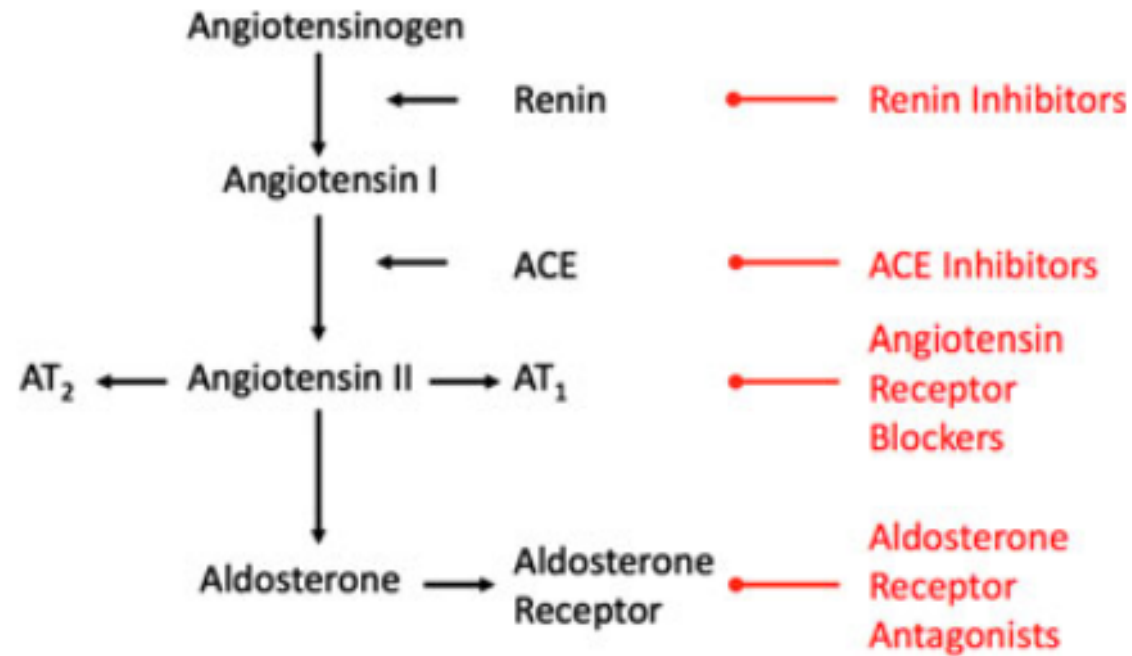 Angiotensinogen
Renin
Renin Inhibitors
Angiotensin I
ACE
ACE Inhibitors
AT₂
Angiotensin II
AT₁
Angiotensin
Receptor
Blockers
Aldosterone
Aldosterone
Receptor
Aldosterone
Receptor
Antagonists